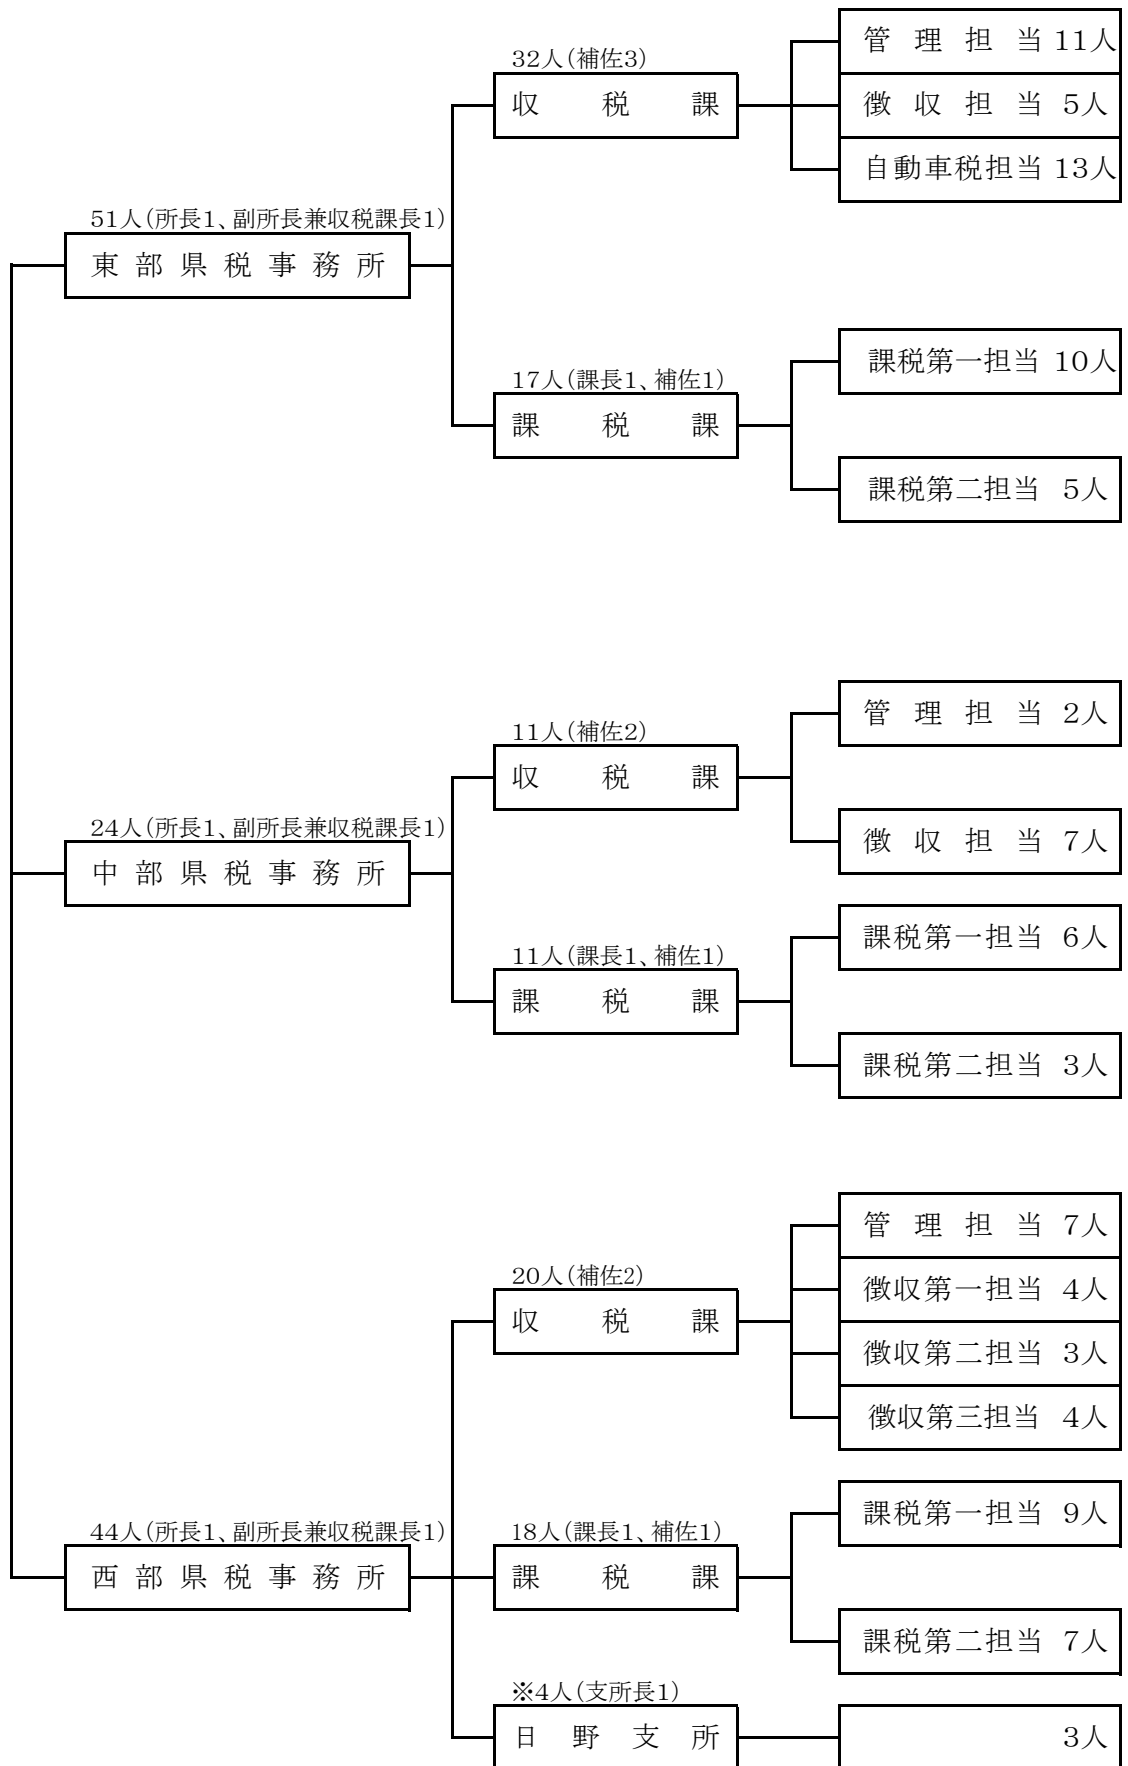 管理担当 11人
32人(補佐3)
収税課
徴収担当 5人
自動車税担当 13人
51人(所長1、副所長兼収税課長1)
東部県税事務所
課税第一担当 10人
17人(課長1、補佐1)
課税課
課税第二担当 5人
管理担当 2人
11人(補佐2)
収税課
徴収担当 7人
24人(所長1、副所長兼収税課長1)
中部県税事務所
課税第一担当 6人
11人(課長1、補佐1)
課税課
課税第二担当 3人
管理担当 7人
20人(補佐2)
収税課
徴収第一担当 4人
徴収第二担当 3人
徴収第三担当 4人
44人(所長1、副所長兼収税課長1)
西部県税事務所
課税第一担当 9人
18人(課長1、補佐1)
課税課
課税第二担当 7人
※4人(支所長1)
日野支所
3人